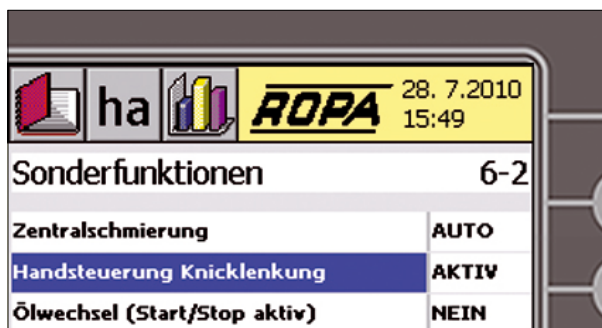 ha ROPA 28. 7.2010
15:49
Sonderfunktionen 6-2
Zentralschmierung AUTO
Handsteuerung Knicklenkung AKTIV
Ölwechsel (Start/Stop aktiv) NEIN